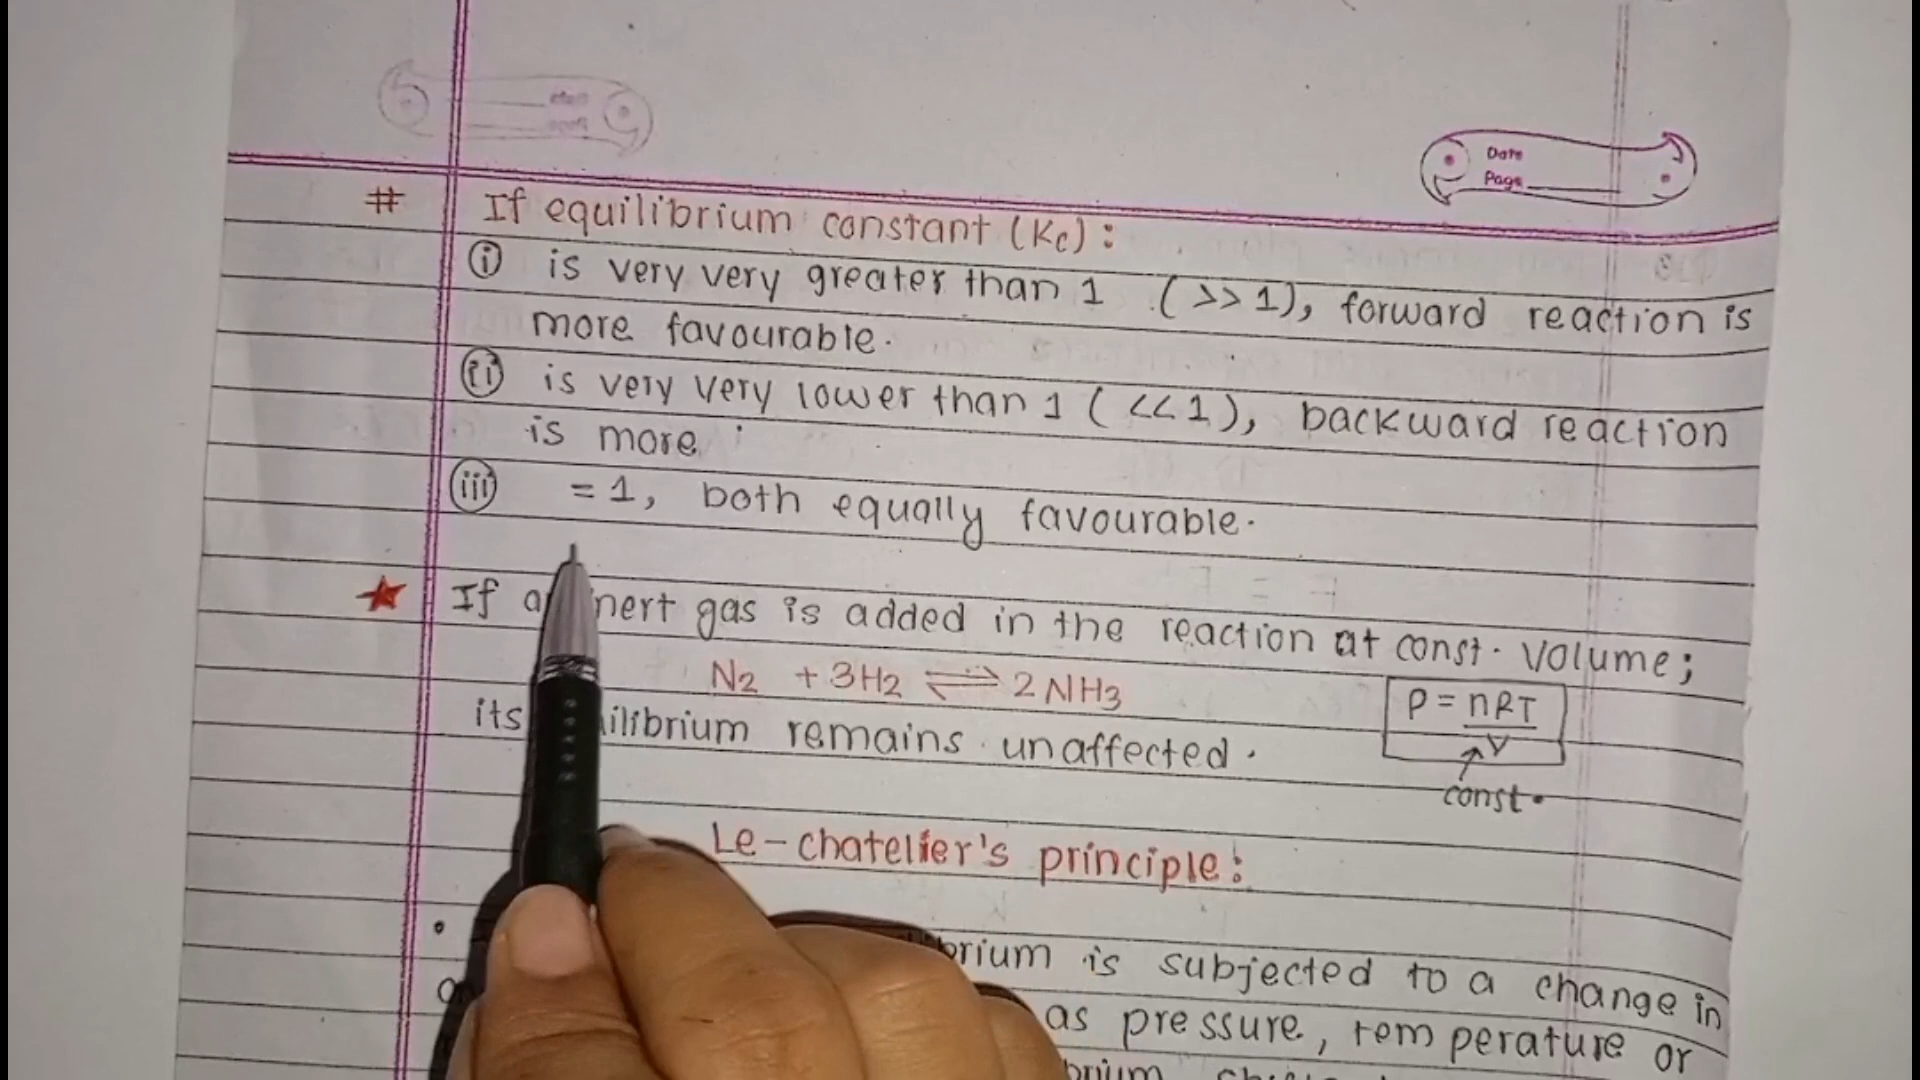 Date
Page
# If equilibrium constant (Kc) :
(i) is very very greater than 1 (>>1), forward reaction is
more favourable.
(ii) is very very lower than 1 (<<1), backward reaction
is more
(iii) = 1, both equally favourable.
★ If a nert gas is added in the reaction at const. volume;
N2 + 3H2 ⇌ 2NH3
P = nRT
V
its ilibrium remains unaffected.
const.
Le-chatelier's principle:
brium is subjected to a change in
as pressure, temperature or
brium